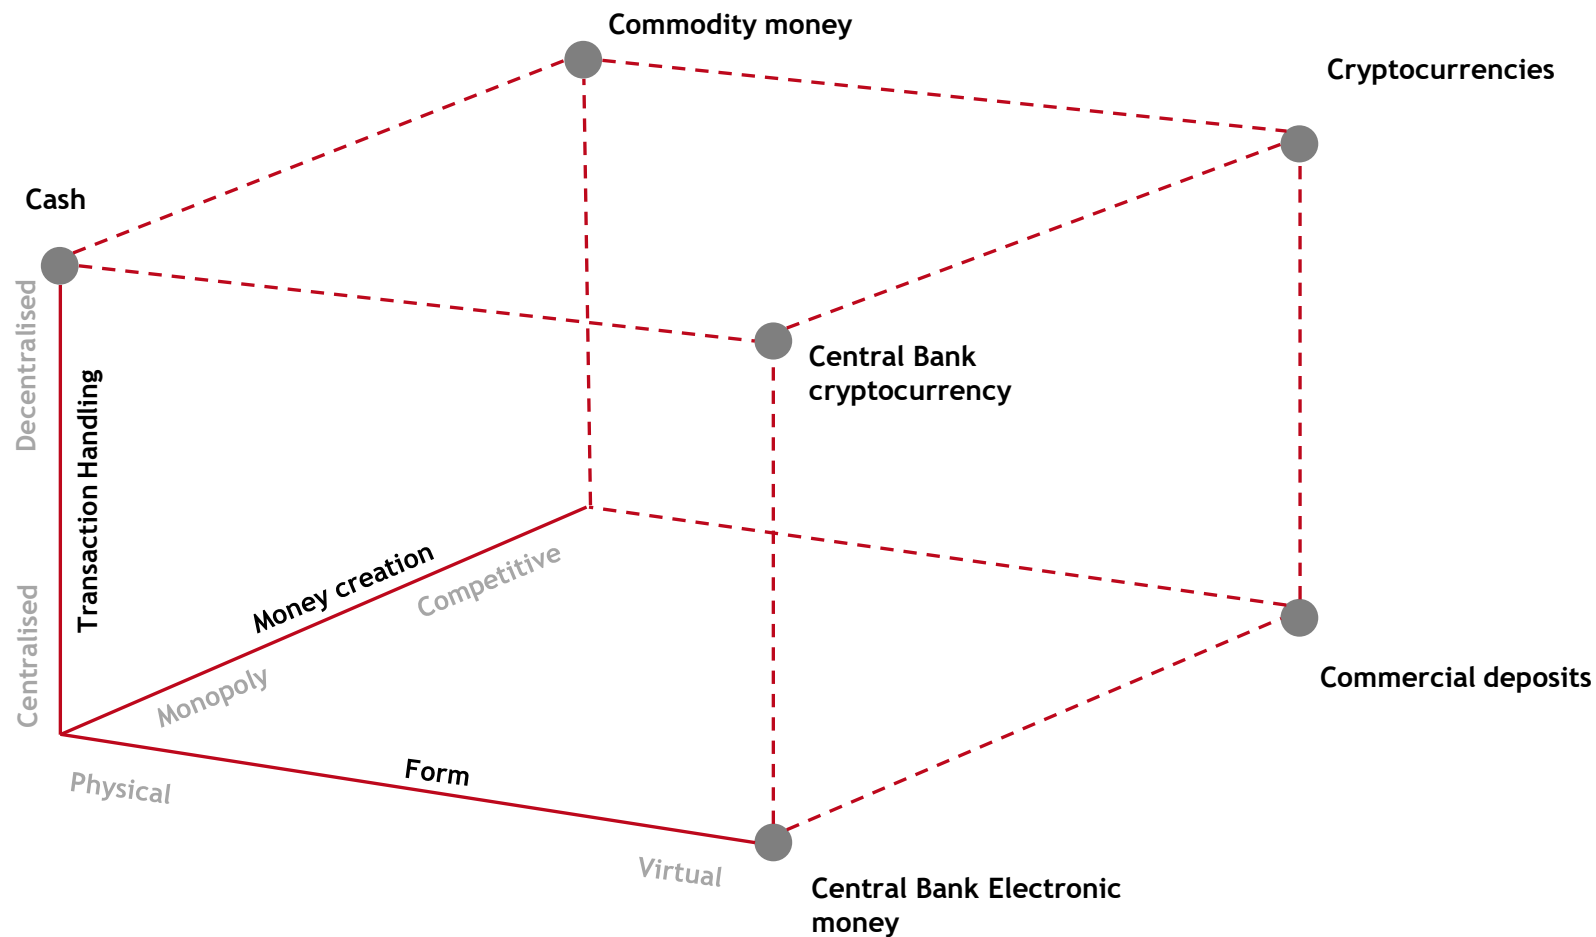 Commodity money
Cryptocurrencies
Cash
Decentralised
Transaction Handling
Centralised
Central Bank
cryptocurrency
Money creation
Competitive
Monopoly
Commercial deposits
Form
Physical
Virtual
Central Bank Electronic
money